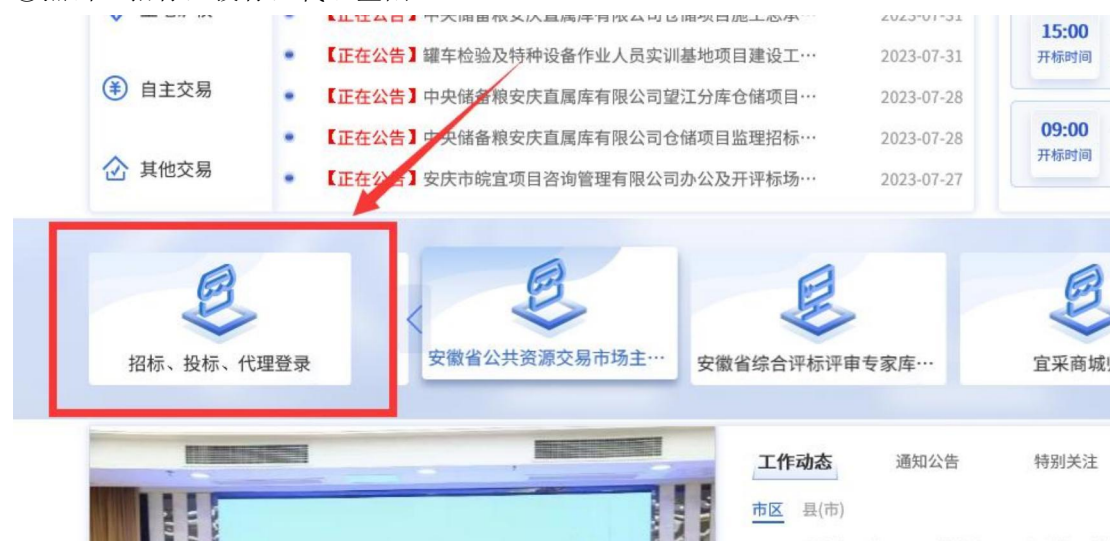 15:00
【正在公告】罐车检验及特种设备作业人员实训基地项目建设工… 2023-07-31
开标时间
自主交易
【正在公告】中央储备粮安庆直属库有限公司望江分库仓储项目… 2023-07-28
【正在公告】中央储备粮安庆直属库有限公司仓储项目监理招标… 2023-07-28
09:00
开标时间
其他交易
【正在公告】安庆市皖宜项目咨询管理有限公司办公及开评标场… 2023-07-27
招标、投标、代理登录
安徽省公共资源交易市场主…
安徽省综合评标评审专家库…
宜采商城
工作动态 通知公告 特别关注
市区 县(市)